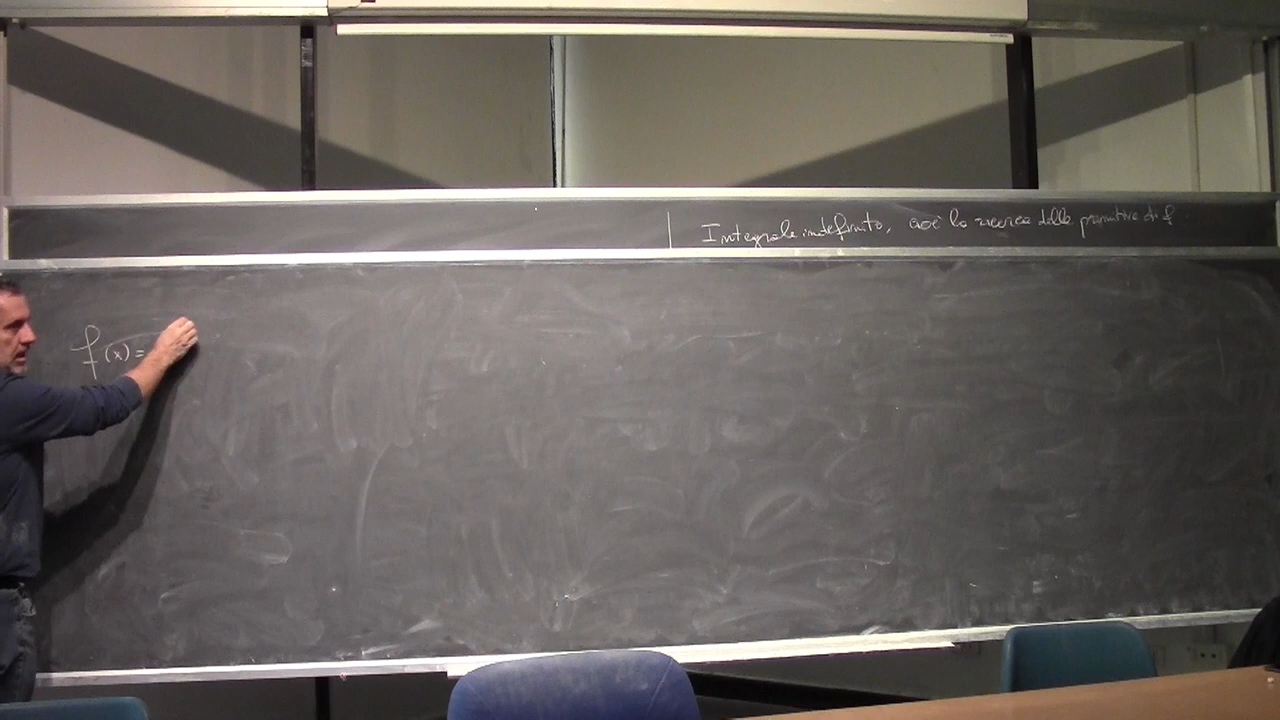 Integrale indefinito, cioè la ricerca delle primitive di f
f(x) =